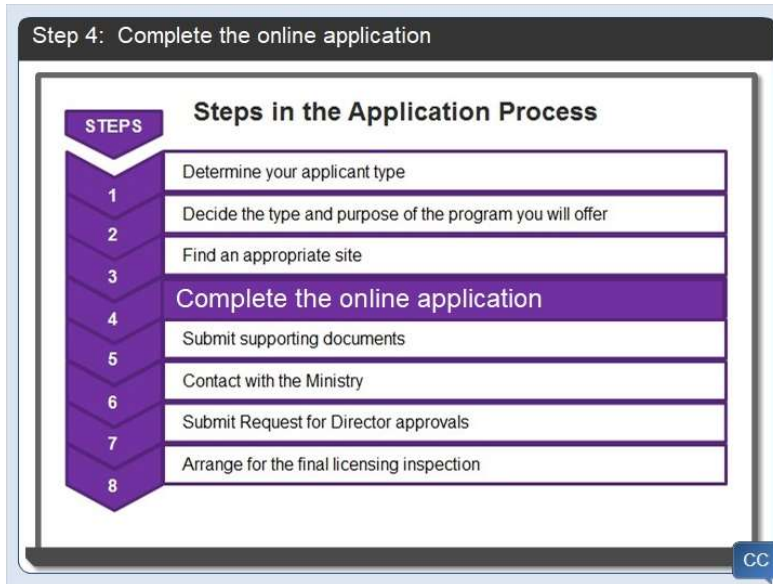 Step 4: Complete the online application
Steps in the Application Process
STEPS
1 Determine your applicant type
2 Decide the type and purpose of the program you will offer
3 Find an appropriate site
4 Complete the online application
5 Submit supporting documents
6 Contact with the Ministry
7 Submit Request for Director approvals
8 Arrange for the final licensing inspection
CC